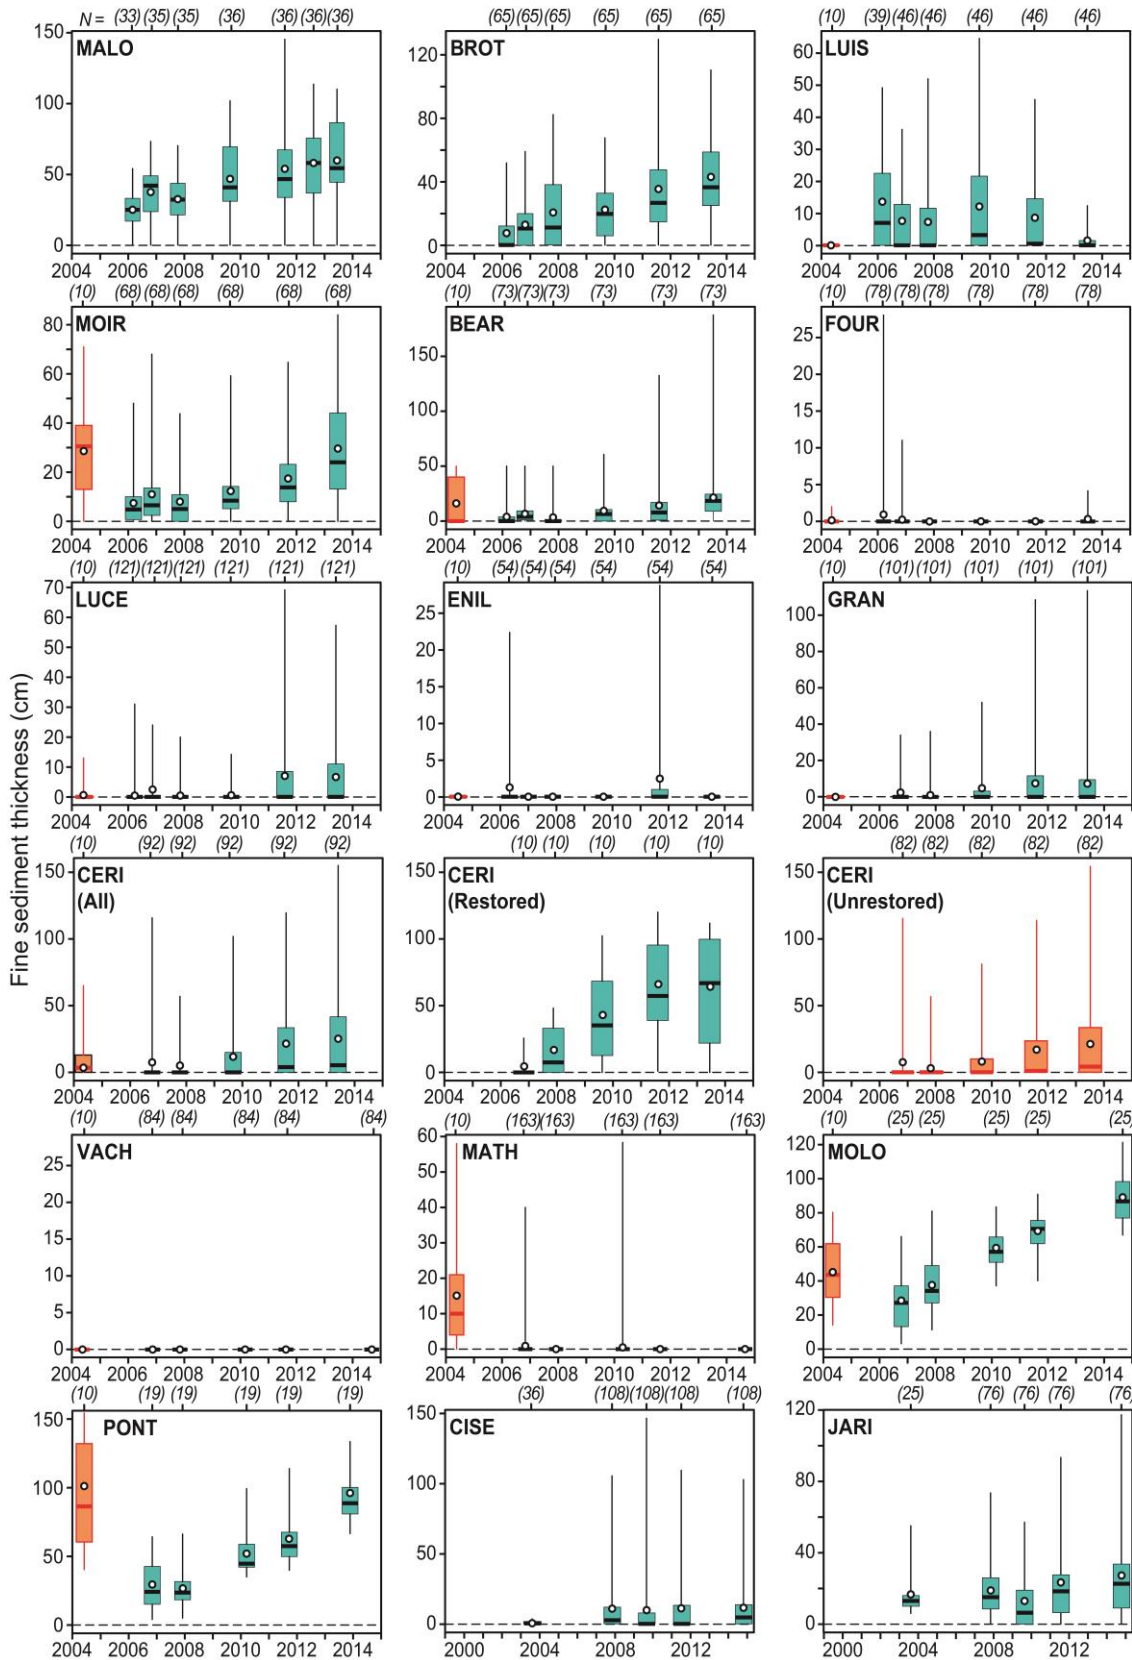 Fine sediment thickness (cm)
N = (33) (35) (35) (36) (36) (36) (36)
MALO
150
100
50
0
2004 2006 2008 2010 2012 2014
(65) (65) (65) (65) (65) (65)
BROT
120
80
40
0
2004 2006 2008 2010 2012 2014
(10) (39) (46) (46) (46) (46) (46)
LUIS
60
50
40
30
20
10
0
2004 2006 2008 2010 2012 2014
(10) (68) (68) (68) (68) (68) (68)
MOIR
80
60
40
20
0
2004 2006 2008 2010 2012 2014
(10) (73) (73) (73) (73) (73) (73)
BEAR
150
100
50
0
2004 2006 2008 2010 2012 2014
(10) (78) (78) (78) (78) (78) (78)
FOUR
25
20
15
10
5
0
2004 2006 2008 2010 2012 2014
(10) (121) (121) (121) (121) (121) (121)
LUCE
70
60
50
40
30
20
10
0
2004 2006 2008 2010 2012 2014
(10) (54) (54) (54) (54) (54) (54)
ENIL
25
20
15
10
5
0
2004 2006 2008 2010 2012 2014
(10) (101) (101) (101) (101) (101)
GRAN
100
80
60
40
20
0
2004 2006 2008 2010 2012 2014
(10) (92) (92) (92) (92) (92)
CERI
(All)
150
100
50
0
2004 2006 2008 2010 2012 2014
(10) (10) (10) (10) (10)
CERI
(Restored)
150
100
50
0
2004 2006 2008 2010 2012 2014
(82) (82) (82) (82) (82)
CERI
(Unrestored)
150
100
50
0
2004 2006 2008 2010 2012 2014
(10) (84) (84) (84) (84) (84)
VACH
25
20
15
10
5
0
2004 2006 2008 2010 2012 2014
(10) (163) (163) (163) (163) (163)
MATH
60
50
40
30
20
10
0
2004 2006 2008 2010 2012 2014
(10) (25) (25) (25) (25) (25)
MOLO
120
100
80
60
40
20
0
2004 2006 2008 2010 2012 2014
(10) (19) (19) (19) (19) (19)
PONT
150
100
50
0
2004 2006 2008 2010 2012 2014
(36) (108) (108) (108) (108)
CISE
150
100
50
0
2000 2004 2008 2012
(25) (76) (76) (76) (76)
JARI
120
80
40
0
2000 2004 2008 2012